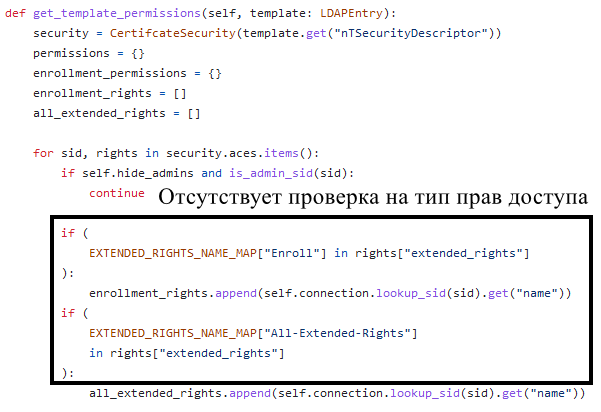 def get_template_permissions(self, template: LDAPEntry):
    security = CertifcateSecurity(template.get("nTSecurityDescriptor"))
    permissions = {}
    enrollment_permissions = {}
    enrollment_rights = []
    all_extended_rights = []

    for sid, rights in security.aces.items():
        if self.hide_admins and is_admin_sid(sid):
            continue Отсутствует проверка на тип прав доступа

        if (
            EXTENDED_RIGHTS_NAME_MAP["Enroll"] in rights["extended_rights"]
        ):
            enrollment_rights.append(self.connection.lookup_sid(sid).get("name"))
        if (
            EXTENDED_RIGHTS_NAME_MAP["All-Extended-Rights"]
            in rights["extended_rights"]
        ):
            all_extended_rights.append(self.connection.lookup_sid(sid).get("name"))